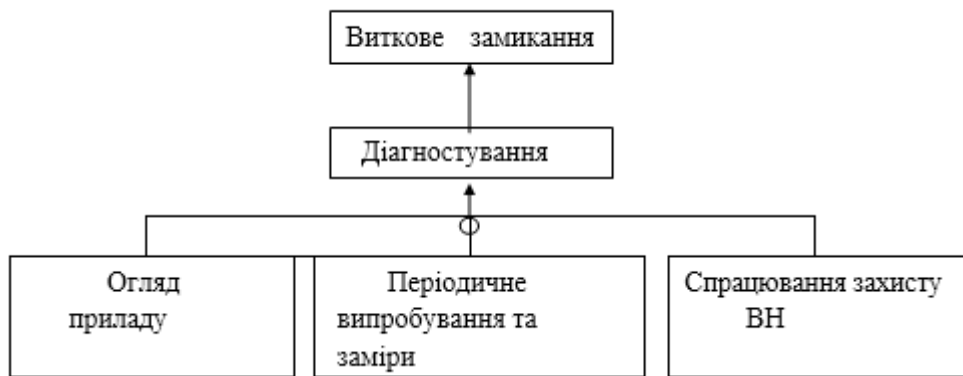 Виткове замикання
Діагностування
Огляд
приладу
Періодичне
випробування та
заміри
Спрацювання захисту
ВН